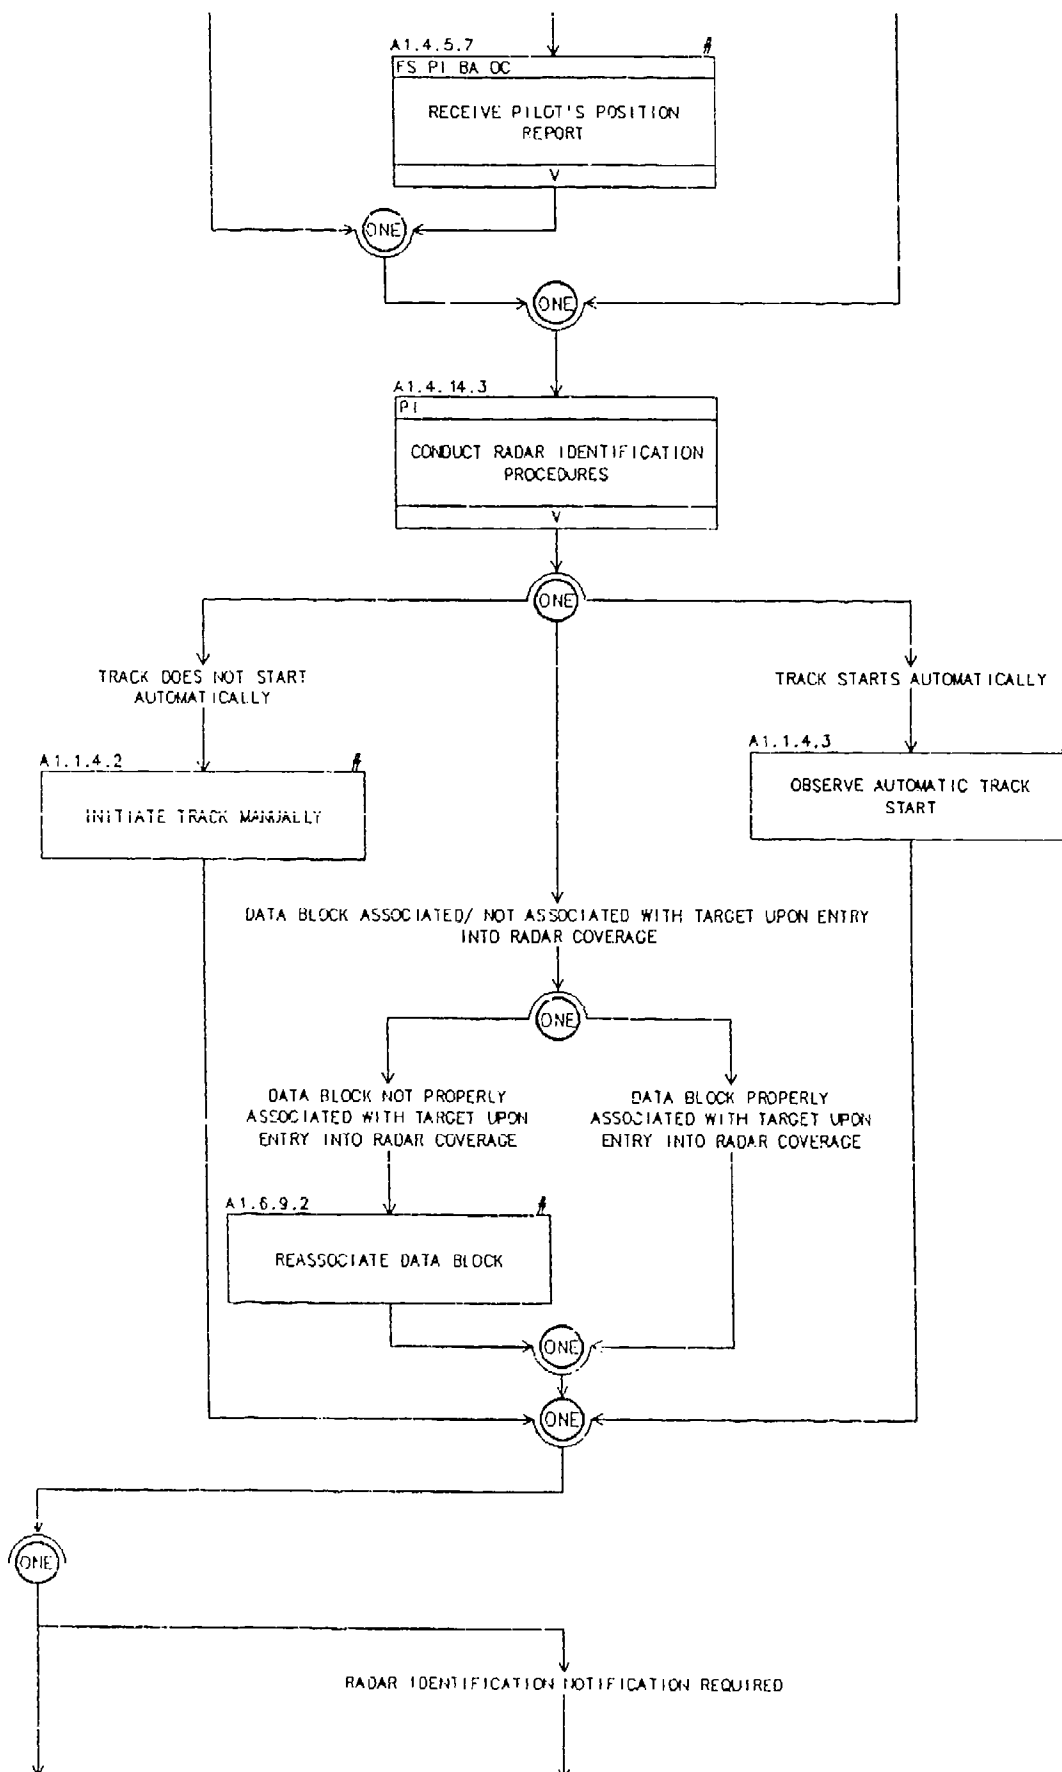 A1.4.5.7 #
FS PI BA OC
RECEIVE PILOT'S POSITION
REPORT
V
ONE
ONE
A1.4.14.3
PI
CONDUCT RADAR IDENTIFICATION
PROCEDURES
V
ONE
TRACK DOES NOT START
AUTOMATICALLY
TRACK STARTS AUTOMATICALLY
A1.1.4.2 #
INITIATE TRACK MANUALLY
A1.1.4.3
OBSERVE AUTOMATIC TRACK
START
DATA BLOCK ASSOCIATED/ NOT ASSOCIATED WITH TARGET UPON ENTRY
INTO RADAR COVERAGE
ONE
DATA BLOCK NOT PROPERLY
ASSOCIATED WITH TARGET UPON
ENTRY INTO RADAR COVERAGE
DATA BLOCK PROPERLY
ASSOCIATED WITH TARGET UPON
ENTRY INTO RADAR COVERAGE
A1.6.9.2 #
REASSOCIATE DATA BLOCK
ONE
ONE
ONE
RADAR IDENTIFICATION NOTIFICATION REQUIRED